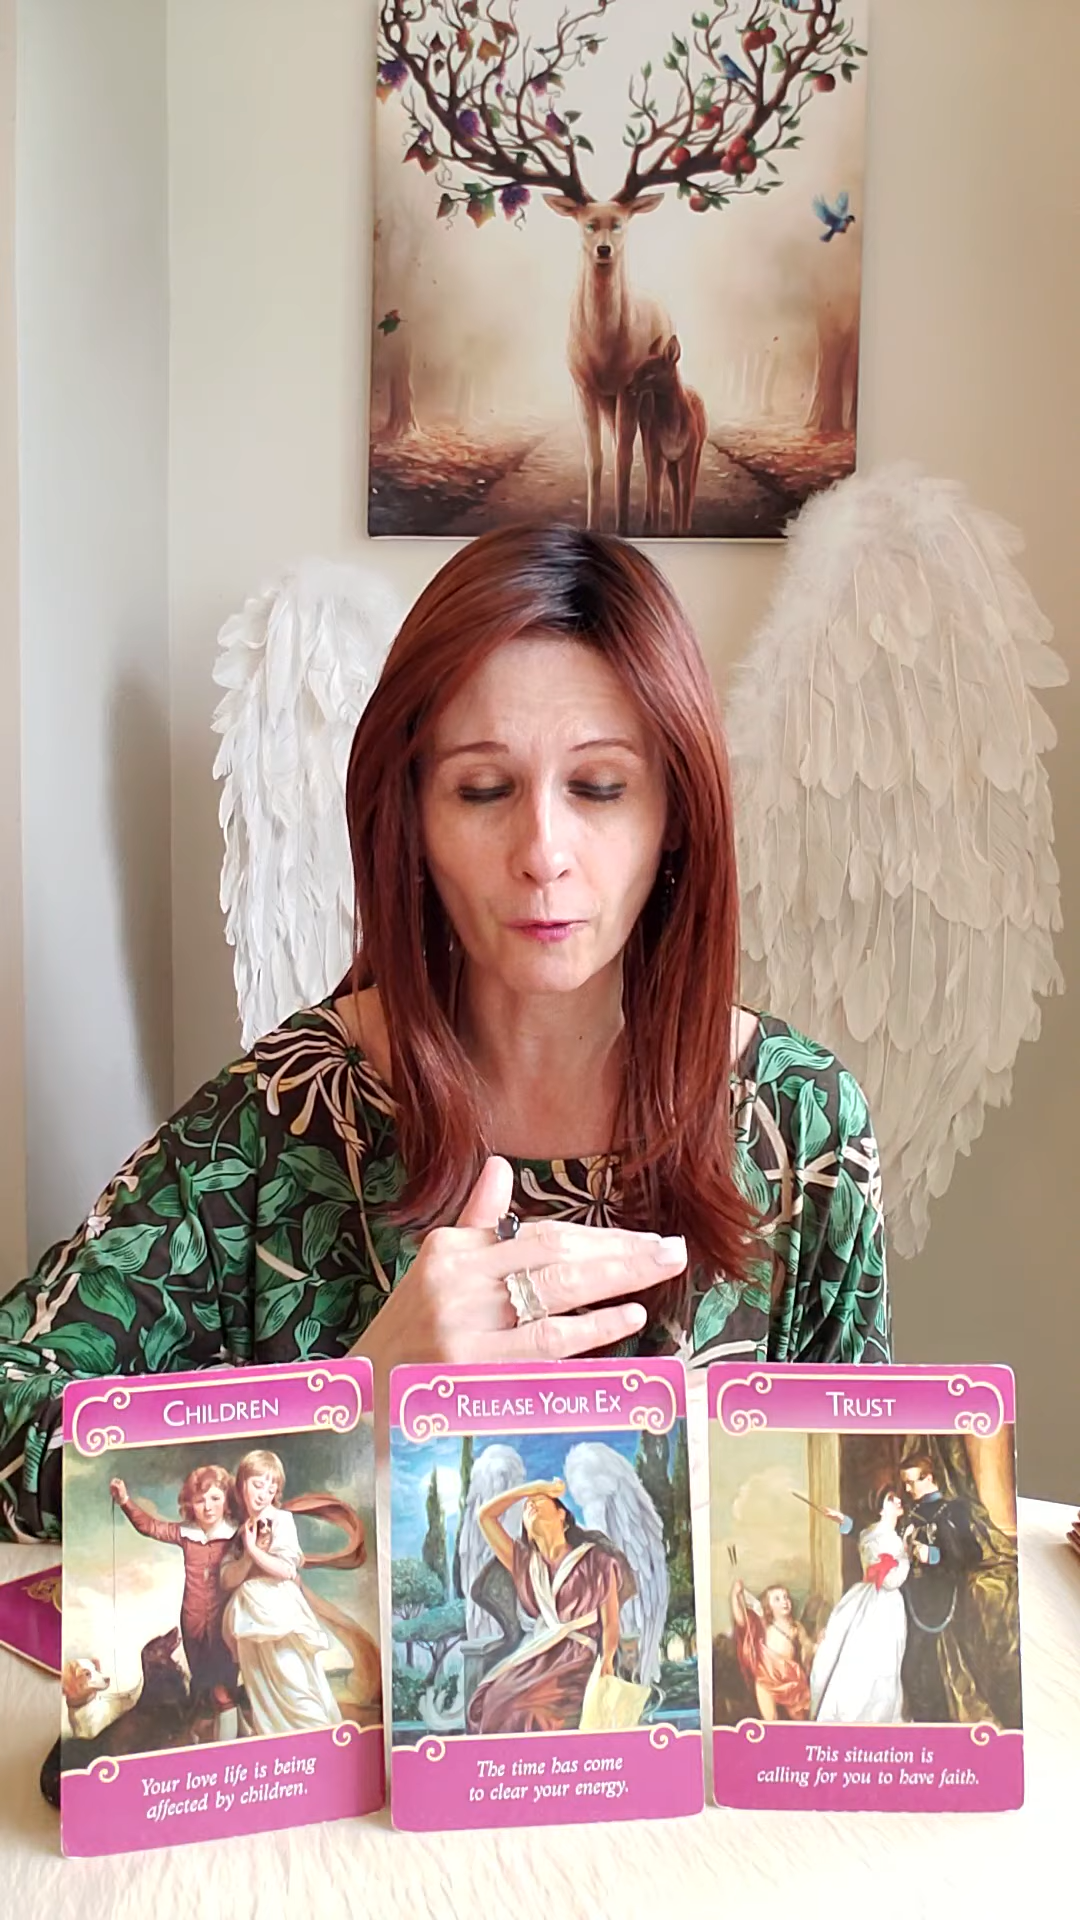 CHILDREN
Your love life is being
affected by children.
RELEASE YOUR EX
The time has come
to clear your energy.
TRUST
This situation is
calling for you to have faith.